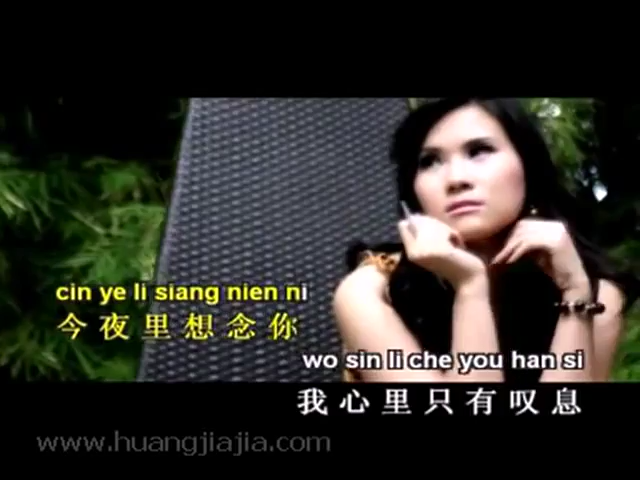 cin ye li siang nien ni
今夜里想念你
wo sin li che you han si
我心里只有叹息
www.huangjiajia.com